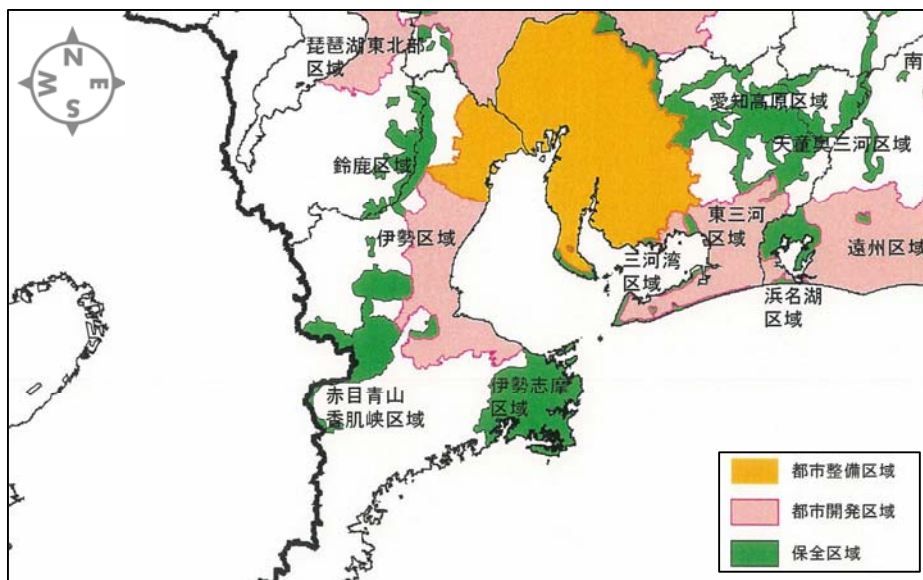 琵琶湖東北部
区域
N
W
E
S
南
愛知高原区域
天竜奥三河区域
鈴鹿区域
伊勢区域
東三河
区域
三河湾
区域
遠州区域
浜名湖
区域
赤目青山
香肌峡区域
伊勢志摩
区域
都市整備区域
都市開発区域
保全区域